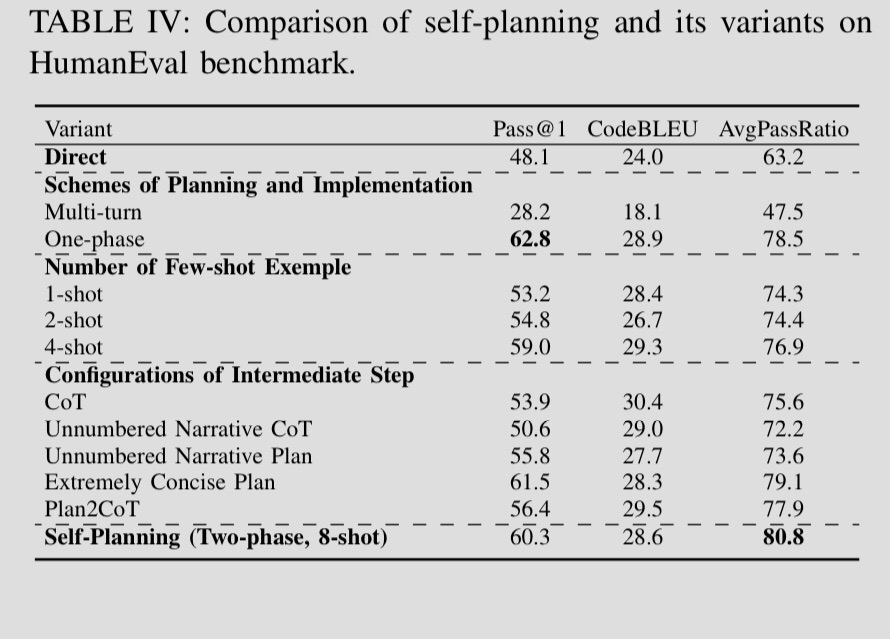 TABLE IV: Comparison of self-planning and its variants on
HumanEval benchmark.
Variant Pass@1 CodeBLEU AvgPassRatio
Direct 48.1 24.0 63.2
Schemes of Planning and Implementation
Multi-turn 28.2 18.1 47.5
One-phase 62.8 28.9 78.5
Number of Few-shot Exemple
1-shot 53.2 28.4 74.3
2-shot 54.8 26.7 74.4
4-shot 59.0 29.3 76.9
Configurations of Intermediate Step
CoT 53.9 30.4 75.6
Unnumbered Narrative CoT 50.6 29.0 72.2
Unnumbered Narrative Plan 55.8 27.7 73.6
Extremely Concise Plan 61.5 28.3 79.1
Plan2CoT 56.4 29.5 77.9
Self-Planning (Two-phase, 8-shot) 60.3 28.6 80.8